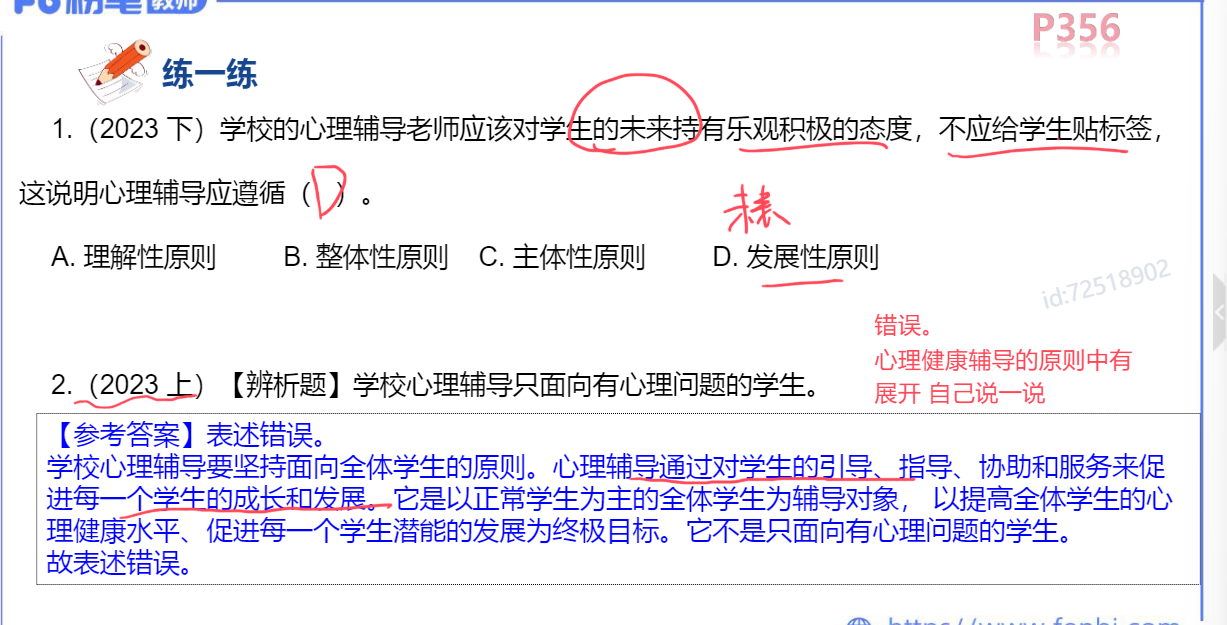 粉笔教师
P356
练一练
1.（2023 下）学校的心理辅导老师应该对学生的未来持有乐观积极的态度，不应给学生贴标签，
这说明心理辅导应遵循（ D ）。
未来
A. 理解性原则 B. 整体性原则 C. 主体性原则 D. 发展性原则
id:72518902
错误。
心理健康辅导的原则中有
展开 自己说一说
2.（2023 上）【辨析题】学校心理辅导只面向有心理问题的学生。
【参考答案】表述错误。
学校心理辅导要坚持面向全体学生的原则。心理辅导通过对学生的引导、指导、协助和服务来促
进每一个学生的成长和发展。它是以正常学生为主的全体学生为辅导对象， 以提高全体学生的心
理健康水平、促进每一个学生潜能的发展为终极目标。它不是只面向有心理问题的学生。
故表述错误。